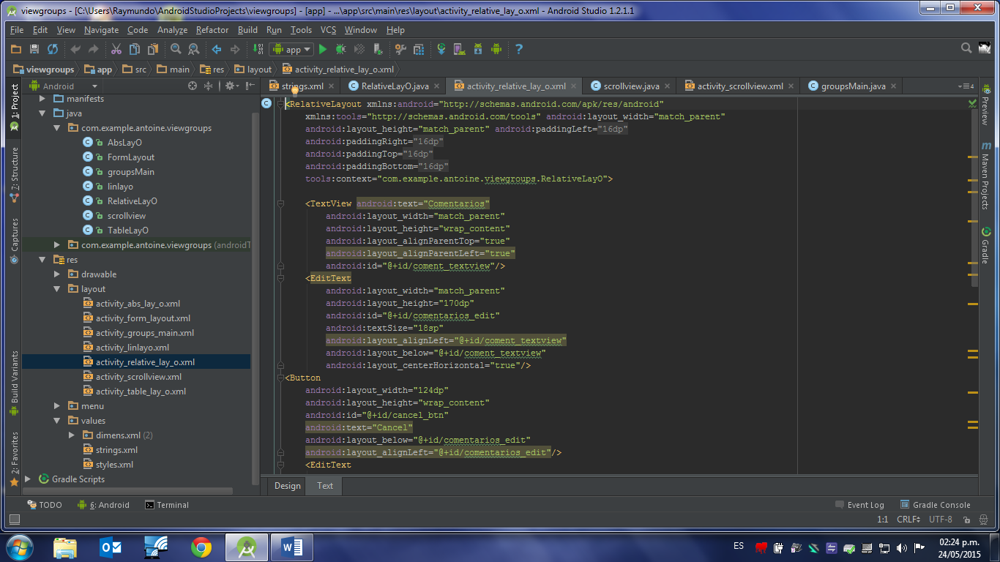 viewgroups - [C:\Users\Raymundo\AndroidStudioProjects\viewgroups] - [app] - ...\app\src\main\res\layout\activity_relative_lay_o.xml - Android Studio 1.2.1.1
File Edit View Navigate Code Analyze Refactor Build Run Tools VCS Window Help
app
viewgroups app src main res layout activity_relative_lay_o.xml
Android
strings.xml RelativeLayO.java activity_relative_lay_o.xml scrollview.java activity_scrollview.xml groupsMain.java 4
1: Project
7: Structure
Captures
Build Variants
2: Favorites
manifests
java
com.example.antoine.viewgroups
AbsLayO
FormLayout
groupsMain
linlayo
RelativeLayO
scrollview
TableLayO
com.example.antoine.viewgroups (androidT
res
drawable
layout
activity_abs_lay_o.xml
activity_form_layout.xml
activity_groups_main.xml
activity_linlayo.xml
activity_relative_lay_o.xml
activity_scrollview.xml
activity_table_lay_o.xml
menu
values
dimens.xml (2)
strings.xml
styles.xml
Gradle Scripts
<RelativeLayout xmlns:android="http://schemas.android.com/apk/res/android"
xmlns:tools="http://schemas.android.com/tools" android:layout_width="match_parent"
android:layout_height="match_parent" android:paddingLeft="16dp"
android:paddingRight="16dp"
android:paddingTop="16dp"
android:paddingBottom="16dp"
tools:context="com.example.antoine.viewgroups.RelativeLayO">
<TextView android:text="Comentarios"
android:layout_width="match_parent"
android:layout_height="wrap_content"
android:layout_alignParentTop="true"
android:layout_alignParentLeft="true"
android:id="@+id/coment_textview"/>
<EditText
android:layout_width="match_parent"
android:layout_height="170dp"
android:id="@+id/comentarios_edit"
android:textSize="18sp"
android:layout_alignLeft="@+id/coment_textview"
android:layout_below="@+id/coment_textview"
android:layout_centerHorizontal="true"/>
<Button
android:layout_width="124dp"
android:layout_height="wrap_content"
android:id="@+id/cancel_btn"
android:text="Cancel"
android:layout_below="@+id/comentarios_edit"
android:layout_alignLeft="@+id/comentarios_edit"/>
<EditText
Preview
Maven Projects
Gradle
Design Text
TODO 6: Android Terminal Event Log Gradle Console
1:1 CRLF UTF-8
ES
02:24 p.m.
24/05/2015